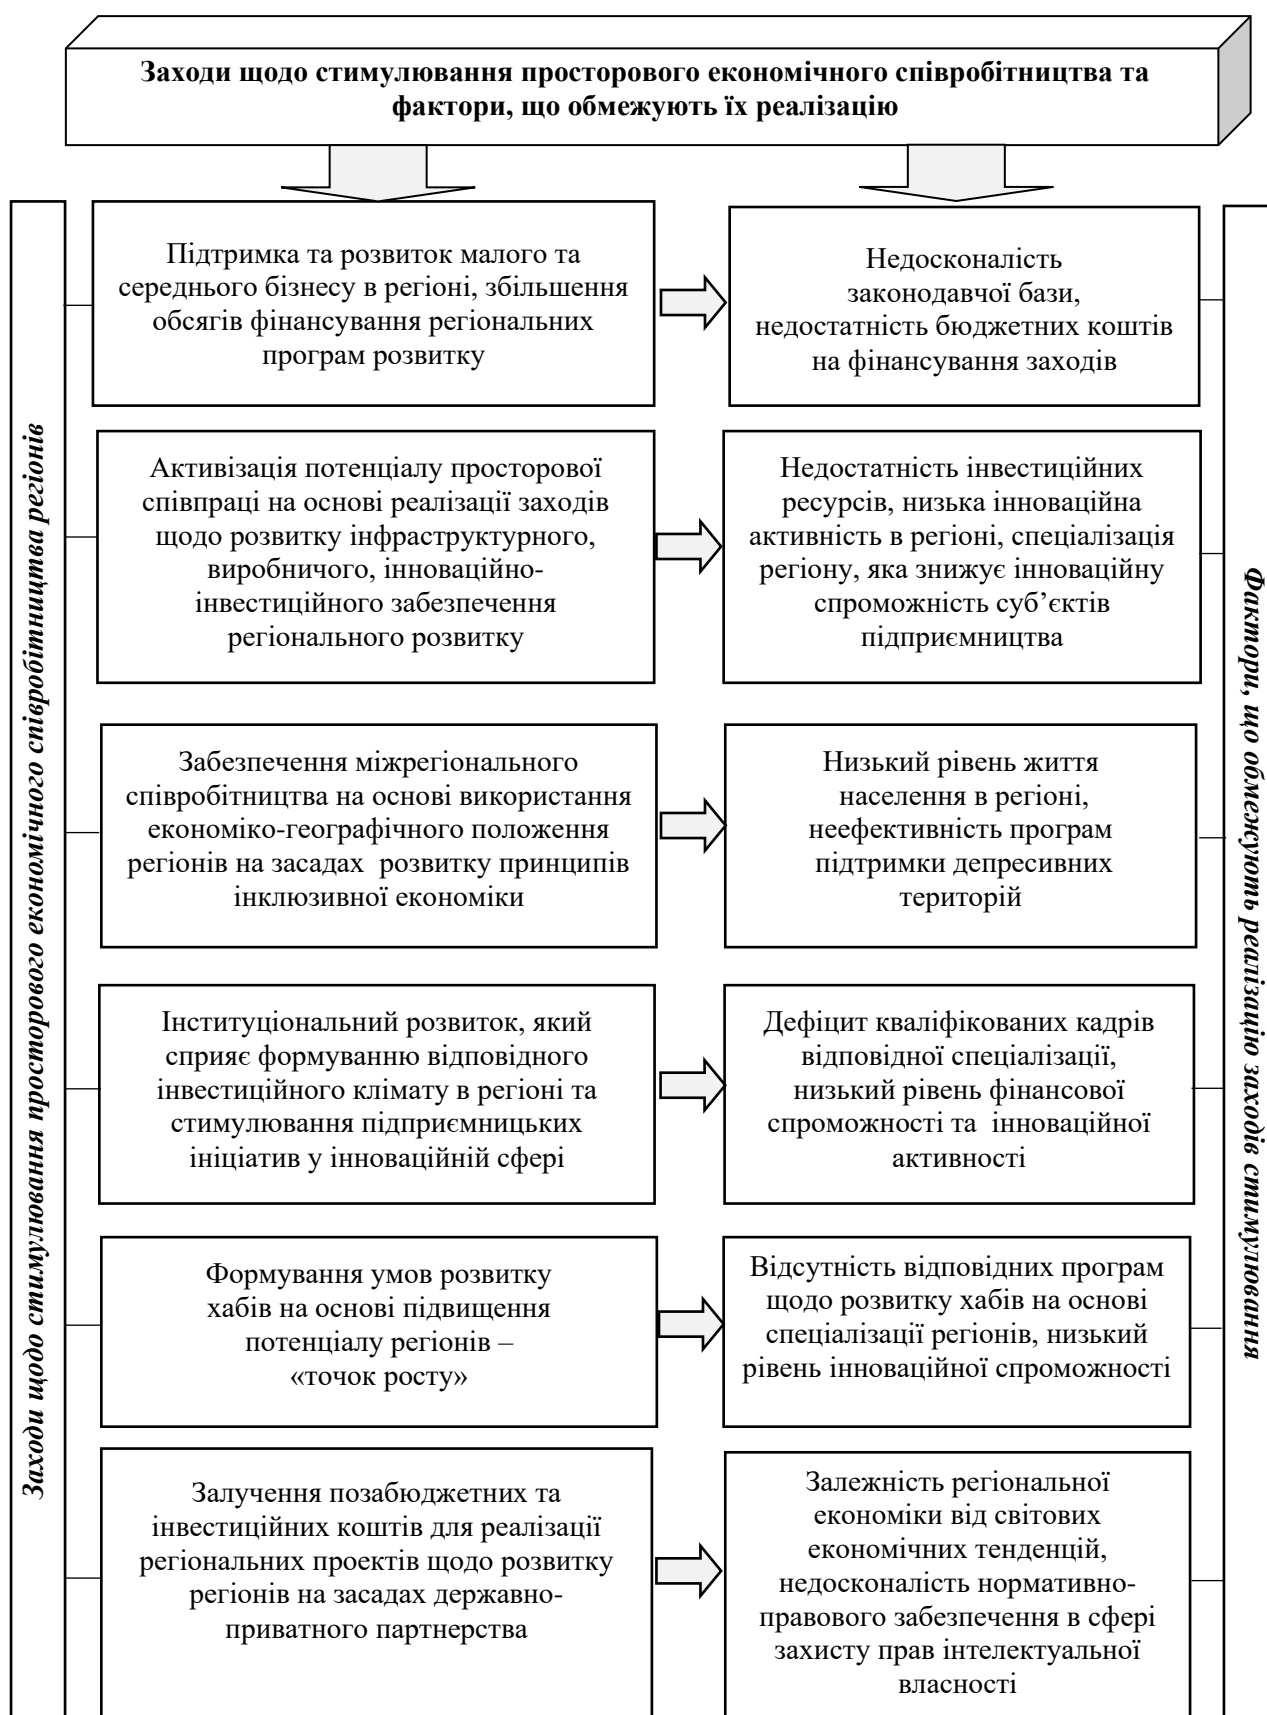 Заходи щодо стимулювання просторового економічного співробітництва та
фактори, що обмежують їх реалізацію
Заходи щодо стимулювання просторового економічного співробітництва регіонів
Підтримка та розвиток малого та
середнього бізнесу в регіоні, збільшення
обсягів фінансування регіональних
програм розвитку
Недосконалість
законодавчої бази,
недостатність бюджетних коштів
на фінансування заходів
Активізація потенціалу просторової
співпраці на основі реалізації заходів
щодо розвитку інфраструктурного,
виробничого, інноваційно-
інвестиційного забезпечення
регіонального розвитку
Недостатність інвестиційних
ресурсів, низька інноваційна
активність в регіоні, спеціалізація
регіону, яка знижує інноваційну
спроможність суб’єктів
підприємництва
Забезпечення міжрегіонального
співробітництва на основі використання
економіко-географічного положення
регіонів на засадах розвитку принципів
інклюзивної економіки
Низький рівень життя
населення в регіоні,
неефективність програм
підтримки депресивних
територій
Інституціональний розвиток, який
сприяє формуванню відповідного
інвестиційного клімату в регіоні та
стимулювання підприємницьких
ініціатив у інноваційній сфері
Дефіцит кваліфікованих кадрів
відповідної спеціалізації,
низький рівень фінансової
спроможності та інноваційної
активності
Формування умов розвитку
хабів на основі підвищення
потенціалу регіонів –
«точок росту»
Відсутність відповідних програм
щодо розвитку хабів на основі
спеціалізації регіонів, низький
рівень інноваційної спроможності
Залучення позабюджетних та
інвестиційних коштів для реалізації
регіональних проектів щодо розвитку
регіонів на засадах державно-
приватного партнерства
Залежність регіональної
економіки від світових
економічних тенденцій,
недосконалість нормативно-
правового забезпечення в сфері
захисту прав інтелектуальної
власності
Фактори, що обмежують реалізацію заходів стимулювання